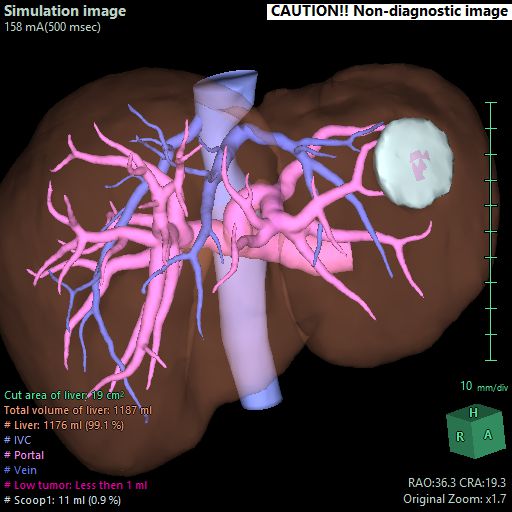 Simulation image
CAUTION!! Non-diagnostic image
158 mA(500 msec)
10 mm/div
Cut area of liver: 19 cm²
Total volume of liver: 1187 ml
# Liver: 1176 ml (99.1 %)
# IVC
# Portal
# Vein
# Low tumor: Less then 1 ml
# Scoop1: 11 ml (0.9 %)
H
R
A
RAO:36.3 CRA:19.3
Original Zoom: x1.7